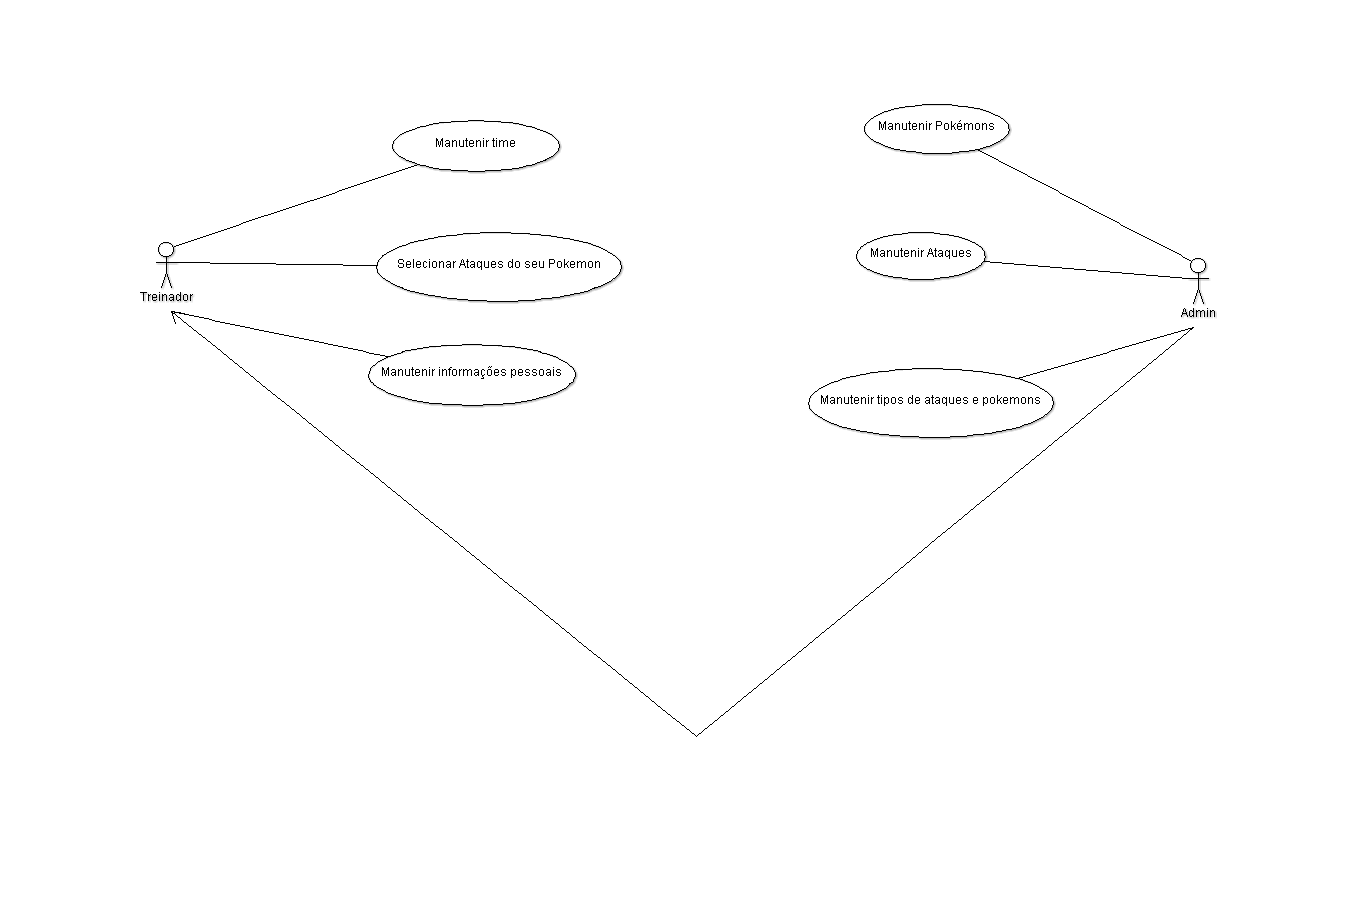 Manutenir time
Selecionar Ataques do seu Pokemon
Treinador
Manutenir informações pessoais
Manutenir Pokémons
Manutenir Ataques
Admin
Manutenir tipos de ataques e pokemons